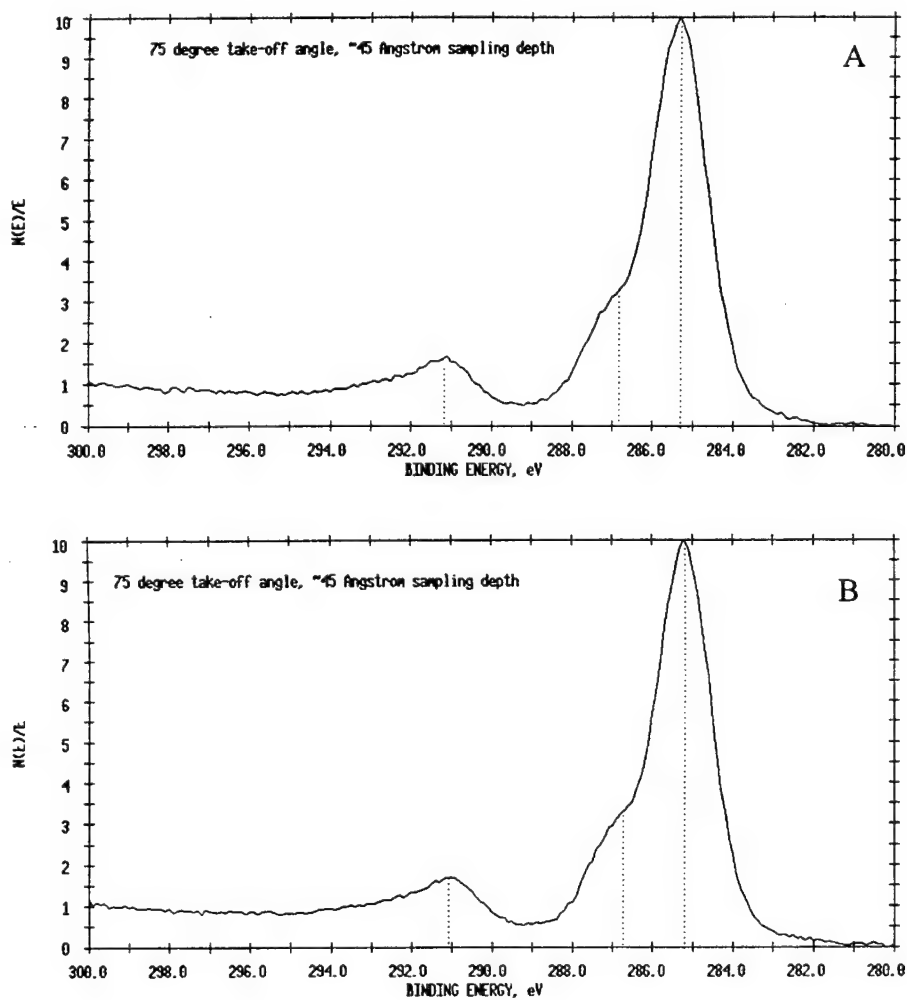 75 degree take-off angle, ~45 Angstrom sampling depth
A
N(E)/E
10
9
8
7
6
5
4
3
2
1
0
300.0 298.0 296.0 294.0 292.0 290.0 288.0 286.0 284.0 282.0 280.0
BINDING ENERGY, eV
75 degree take-off angle, ~45 Angstrom sampling depth
B
N(E)/E
10
9
8
7
6
5
4
3
2
1
0
300.0 298.0 296.0 294.0 292.0 290.0 288.0 286.0 284.0 282.0 280.0
BINDING ENERGY, eV